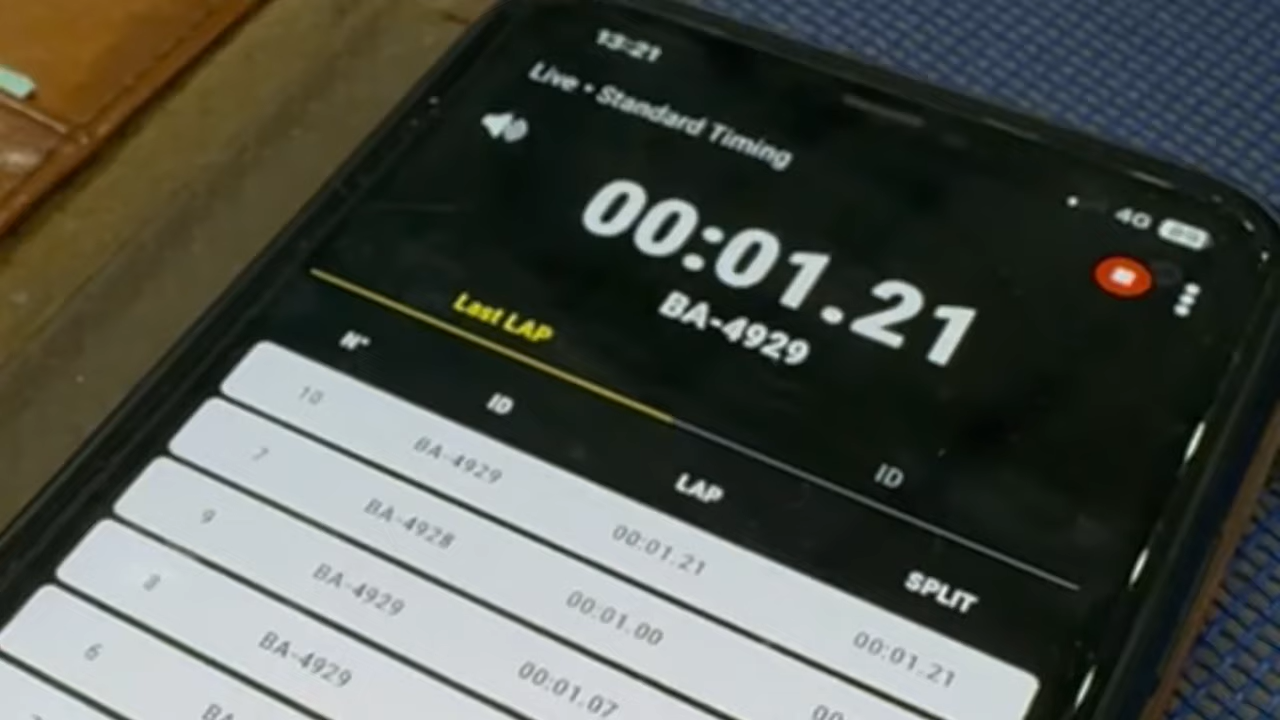 13:21
Live • Standard Timing
4G
00:01.21
BA-4929
Last LAP
ID
N° ID LAP SPLIT
10 BA-4929 00:01.21 00:01.21
7 BA-4928 00:01.00
9 BA-4929 00:01.07
8 BA-4929
6